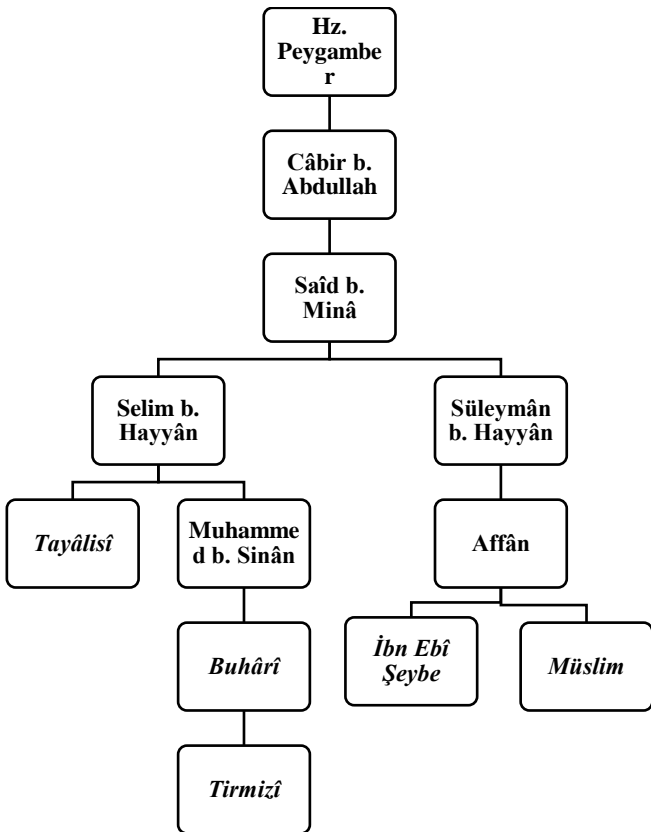 Hz.
Peygambe
r
Câbir b.
Abdullah
Saîd b.
Minâ
Selim b.
Hayyân
Süleymân
b. Hayyân
Tayâlisî
Muhamme
d b. Sinân
Affân
Buhârî
İbn Ebî
Şeybe
Müslim
Tirmizî